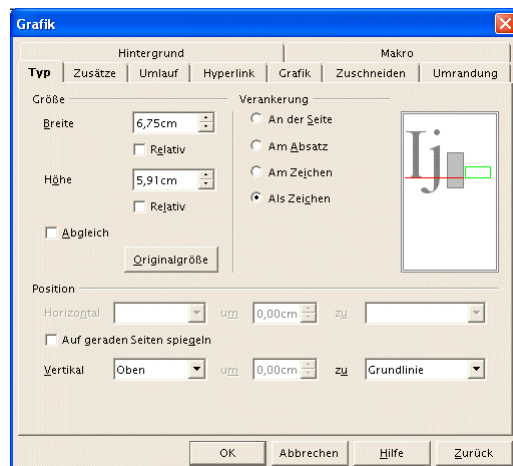 Grafik
Hintergrund Makro
Typ Zusätze Umlauf Hyperlink Grafik Zuschneiden Umrandung
Größe Verankerung
Breite 6,75cm An der Seite
Relativ Am Absatz
Höhe 5,91cm Am Zeichen
Relativ Als Zeichen
Abgleich
Originalgröße
Ij
Position
Horizontal um 0,00cm zu
Auf geraden Seiten spiegeln
Vertikal Oben um 0,00cm zu Grundlinie
OK Abbrechen Hilfe Zurück